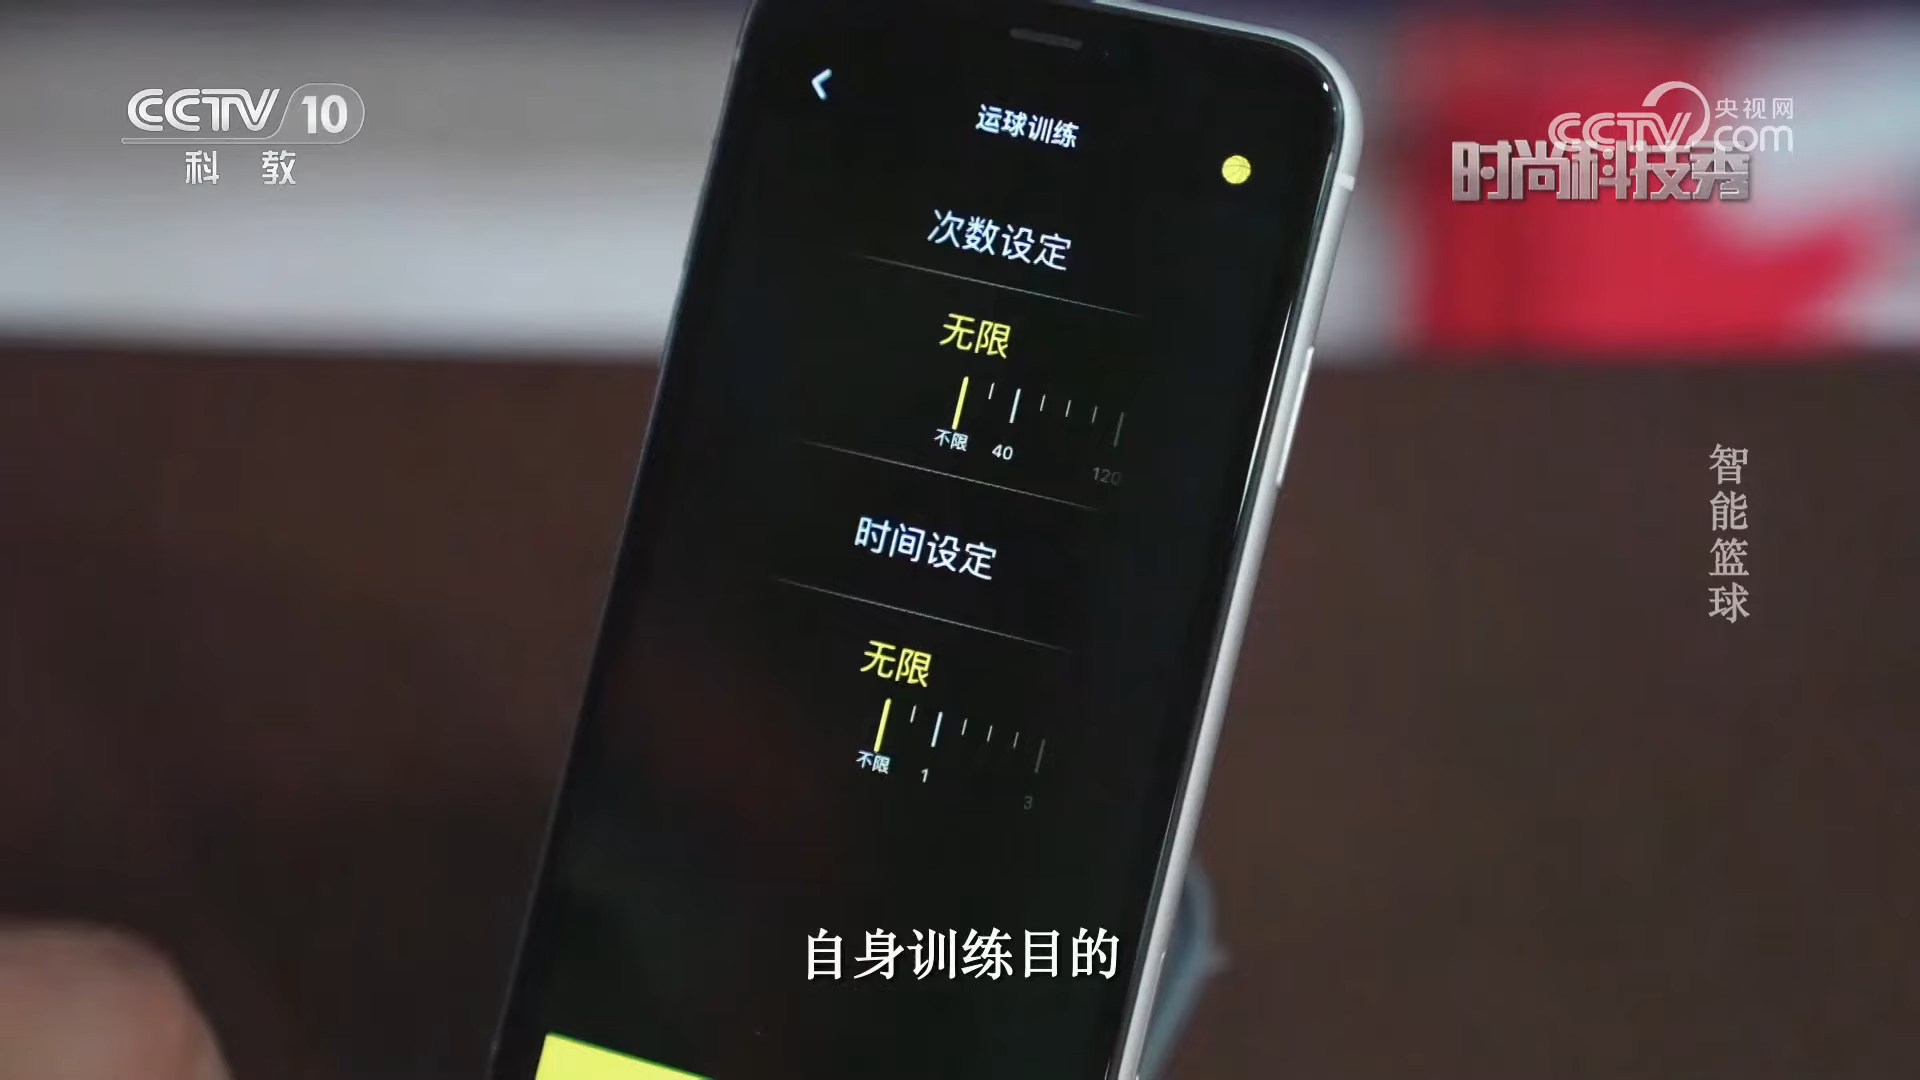 CCTV 10
科 教
央视网
CCTV com
时尚科技秀
运球训练
次数设定
无限
不限 40 120
时间设定
无限
不限 1 3
智能篮球
自身训练目的